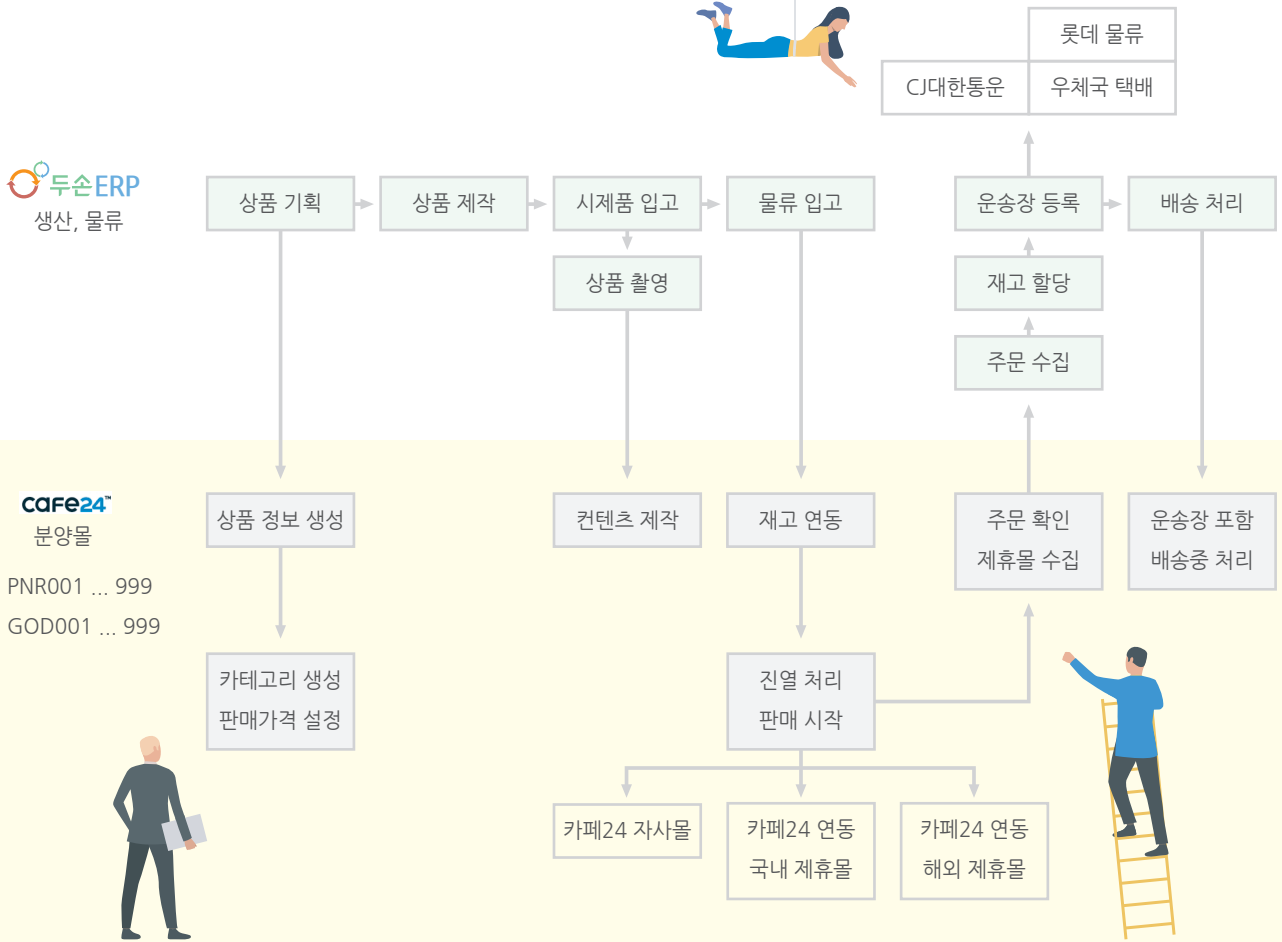 롯데 물류
CJ대한통운
우체국 택배
두손ERP
생산, 물류
상품 기획
상품 제작
시제품 입고
물류 입고
운송장 등록
배송 처리
상품 촬영
재고 할당
주문 수집
cafe24™
분양몰
PNR001 ... 999
GOD001 ... 999
상품 정보 생성
컨텐츠 제작
재고 연동
주문 확인
제휴몰 수집
운송장 포함
배송중 처리
카테고리 생성
판매가격 설정
진열 처리
판매 시작
카페24 자사몰
카페24 연동
국내 제휴몰
카페24 연동
해외 제휴몰